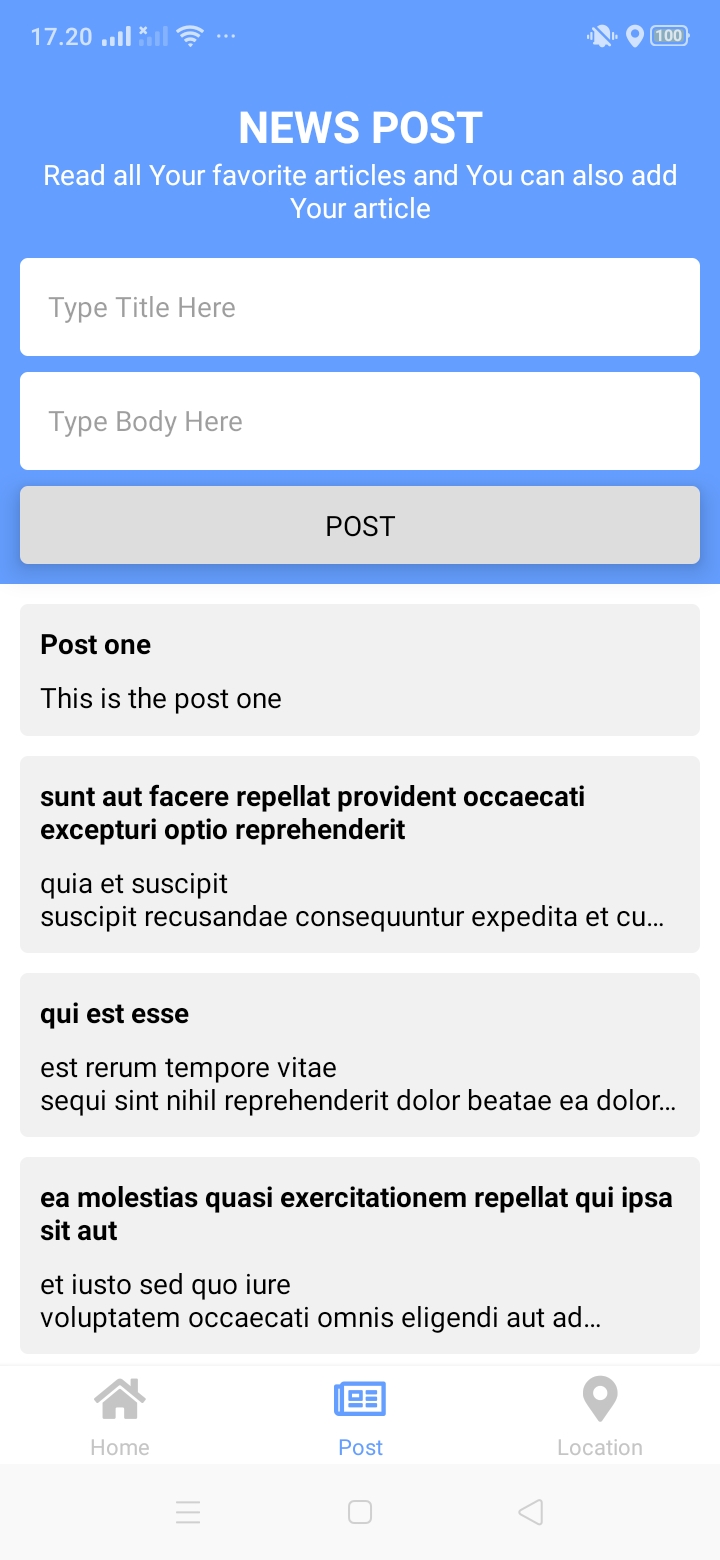 17.20
100
NEWS POST
Read all Your favorite articles and You can also add
Your article
Type Title Here
Type Body Here
POST
Post one
This is the post one
sunt aut facere repellat provident occaecati
excepturi optio reprehenderit
quia et suscipit
suscipit recusandae consequuntur expedita et cu...
qui est esse
est rerum tempore vitae
sequi sint nihil reprehenderit dolor beatae ea dolor...
ea molestias quasi exercitationem repellat qui ipsa
sit aut
et iusto sed quo iure
voluptatem occaecati omnis eligendi aut ad...
Home
Post
Location